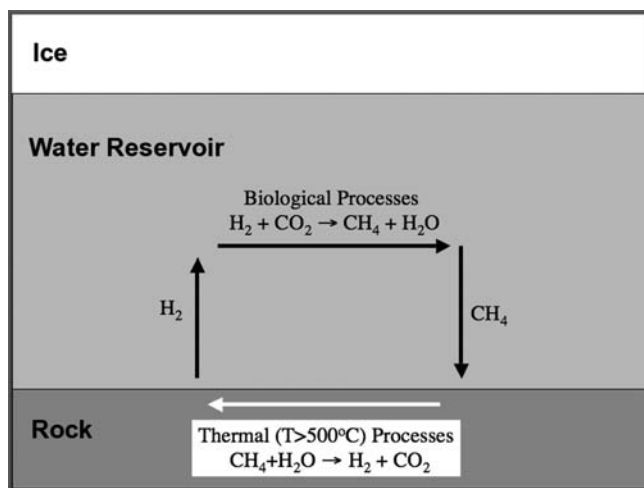 Ice
Water Reservoir
Biological Processes
H₂ + CO₂ → CH₄ + H₂O
H₂
CH₄
Rock
Thermal (T>500°C) Processes
CH₄+H₂O → H₂ + CO₂